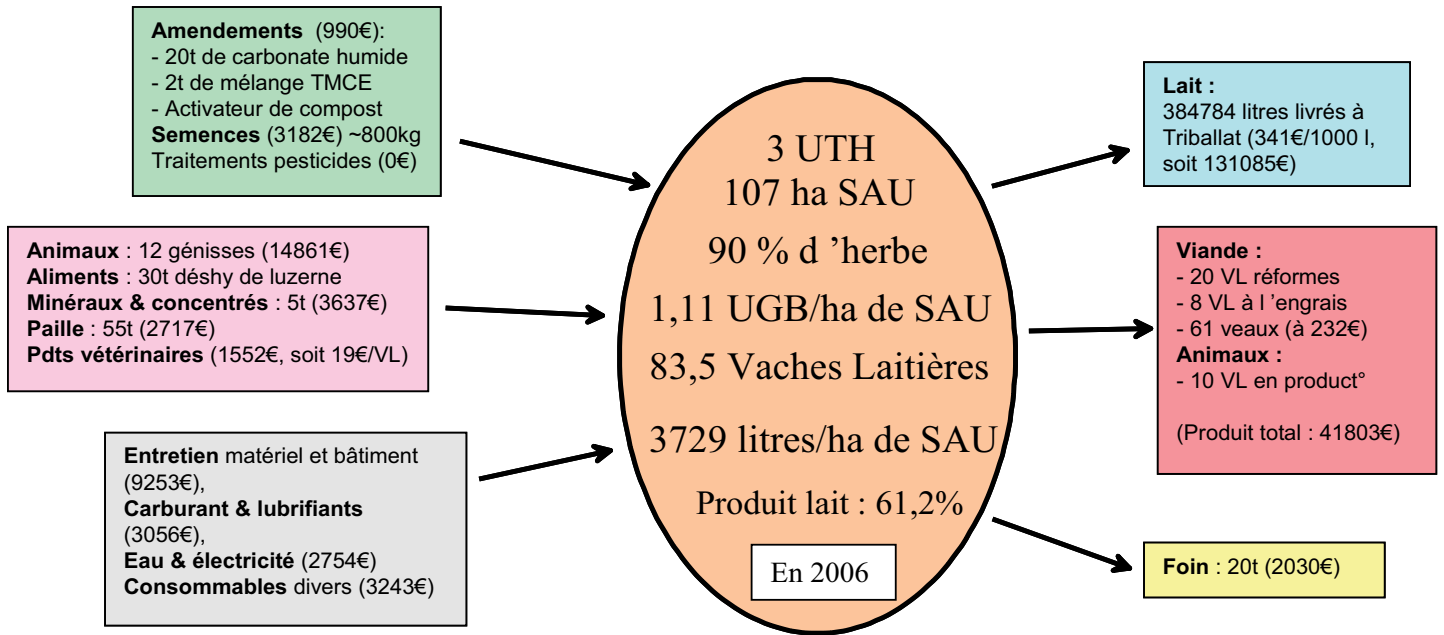 Amendements (990€):
- 20t de carbonate humide
- 2t de mélange TMCE
- Activateur de compost
Semences (3182€) ~800kg
Traitements pesticides (0€)
Animaux : 12 génisses (14861€)
Aliments : 30t déshy de luzerne
Minéraux & concentrés : 5t (3637€)
Paille : 55t (2717€)
Pdts vétérinaires (1552€, soit 19€/VL)
Entretien matériel et bâtiment
(9253€),
Carburant & lubrifiants
(3056€),
Eau & électricité (2754€)
Consommables divers (3243€)
3 UTH
107 ha SAU
90 % d ’herbe
1,11 UGB/ha de SAU
83,5 Vaches Laitières
3729 litres/ha de SAU
Produit lait : 61,2%
En 2006
Lait :
384784 litres livrés à
Triballat (341€/1000 l,
soit 131085€)
Viande :
- 20 VL réformes
- 8 VL à l ’engrais
- 61 veaux (à 232€)
Animaux :
- 10 VL en product°
(Produit total : 41803€)
Foin : 20t (2030€)